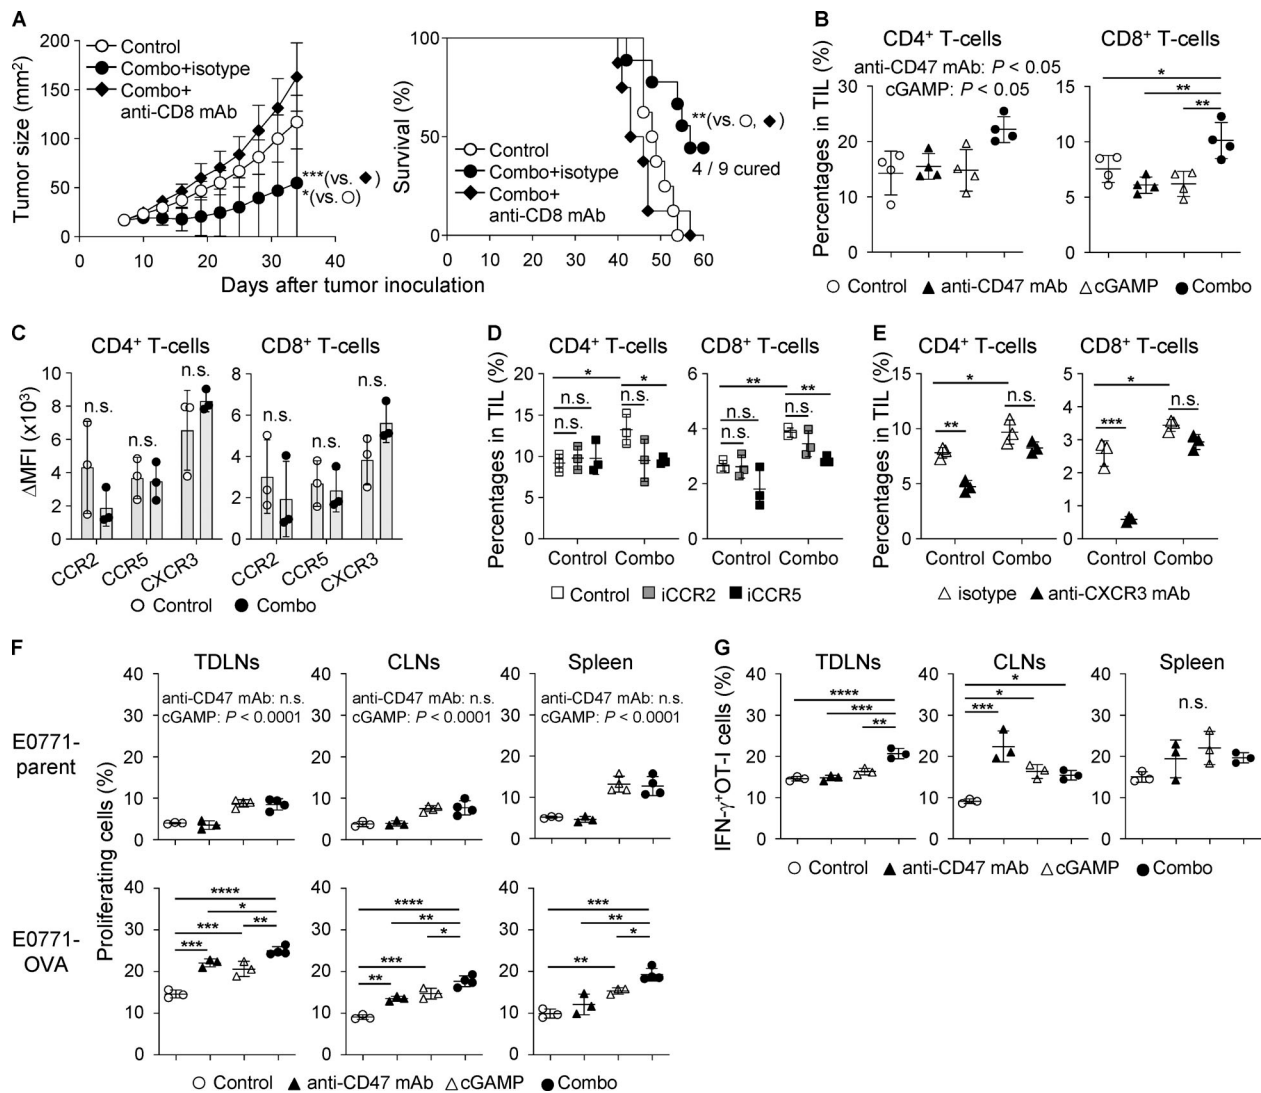 A
Tumor size (mm²)
200
150
100
50
0
0
10
20
30
40
Control
Combo+isotype
Combo+
anti-CD8 mAb
***(vs. ◆)
*(vs. ○)
Survival (%)
100
50
0
0
10
20
30
40
50
60
Control
Combo+isotype
Combo+
anti-CD8 mAb
**(vs. ○, ◆)
4 / 9 cured
Days after tumor inoculation
B
CD4⁺ T-cells
CD8⁺ T-cells
anti-CD47 mAb: P < 0.05
cGAMP: P < 0.05
Percentages in TIL (%)
30
20
10
0
15
10
5
0
*
**
**
○ Control ▲ anti-CD47 mAb △ cGAMP ● Combo
C
CD4⁺ T-cells
CD8⁺ T-cells
ΔMFI (x10³)
10
8
6
4
2
0
n.s.
n.s.
n.s.
CCR2
CCR5
CXCR3
8
6
4
2
0
n.s.
n.s.
n.s.
CCR2
CCR5
CXCR3
○ Control ● Combo
D
CD4⁺ T-cells
CD8⁺ T-cells
Percentages in TIL (%)
20
15
10
5
0
*
*
n.s.
n.s.
n.s.
Control
Combo
6
4
2
0
**
**
n.s.
n.s.
n.s.
Control
Combo
□ Control ■ iCCR2 ■ iCCR5
E
CD4⁺ T-cells
CD8⁺ T-cells
Percentages in TIL (%)
15
10
5
0
*
n.s.
**
Control
Combo
5
4
3
2
1
0
*
n.s.
***
Control
Combo
△ isotype ▲ anti-CXCR3 mAb
F
TDLNs
CLNs
Spleen
E0771-
parent
Proliferating cells (%)
40
30
20
10
0
anti-CD47 mAb: n.s.
cGAMP: P < 0.0001
40
30
20
10
0
anti-CD47 mAb: n.s.
cGAMP: P < 0.0001
40
30
20
10
0
anti-CD47 mAb: n.s.
cGAMP: P < 0.0001
E0771-
OVA
40
30
20
10
0
****
*
***
**
***
40
30
20
10
0
****
**
*
***
**
40
30
20
10
0
***
**
*
**
○ Control ▲ anti-CD47 mAb △ cGAMP ● Combo
G
TDLNs
CLNs
Spleen
IFN-γ⁺OT-I cells (%)
40
30
20
10
0
****
***
**
40
30
20
10
0
*
*
***
40
30
20
10
0
n.s.
○ Control ▲ anti-CD47 mAb △ cGAMP ● Combo